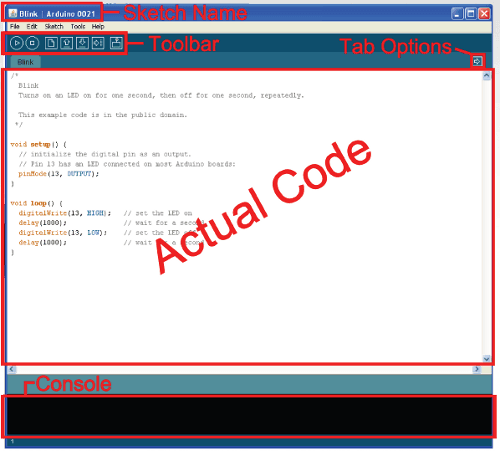 Blink | Arduino 0021
Sketch Name
File Edit Sketch Tools Help
Toolbar
Tab Options
Blink
/*
Blink
Turns on an LED on for one second, then off for one second, repeatedly.
This example code is in the public domain.
*/
void setup() {
// initialize the digital pin as an output.
// Pin 13 has an LED connected on most Arduino boards:
pinMode(13, OUTPUT);
}
void loop() {
digitalWrite(13, HIGH); // set the LED on
delay(1000); // wait for a second
digitalWrite(13, LOW); // set the LED off
delay(1000); // wait for a second
}
Actual Code
Console
1